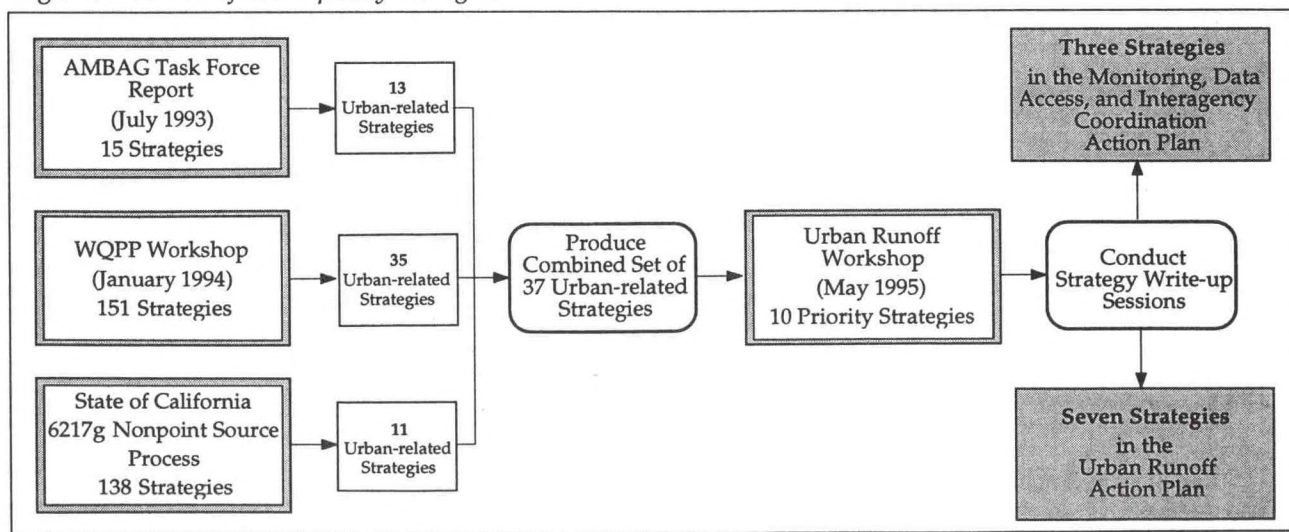 AMBAG Task Force
Report
(July 1993)
15 Strategies
13
Urban-related
Strategies
WQPP Workshop
(January 1994)
151 Strategies
35
Urban-related
Strategies
State of California
6217g Nonpoint Source
Process
138 Strategies
11
Urban-related
Strategies
Produce
Combined Set of
37 Urban-related
Strategies
Urban Runoff
Workshop
(May 1995)
10 Priority Strategies
Conduct
Strategy Write-up
Sessions
Three Strategies
in the Monitoring, Data
Access, and Interagency
Coordination
Action Plan
Seven Strategies
in the
Urban Runoff
Action Plan